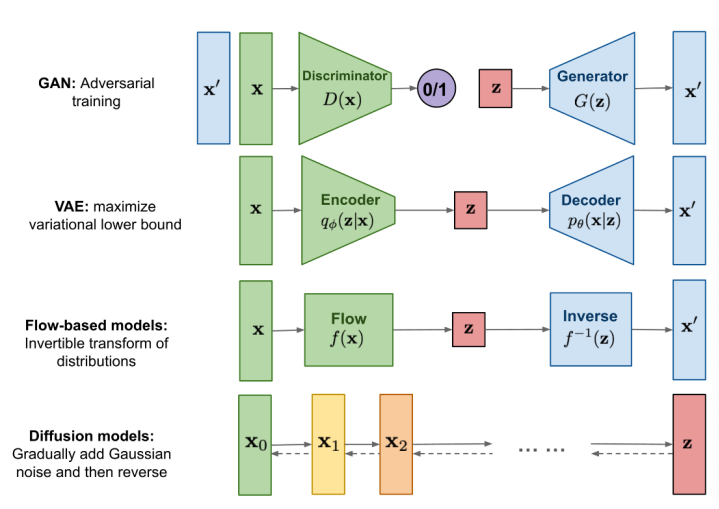 GAN: Adversarial
training
x′
x
Discriminator
D(x)
0/1
z
Generator
G(z)
x′
VAE: maximize
variational lower bound
x
Encoder
qϕ(z|x)
z
Decoder
pθ(x|z)
x′
Flow-based models:
Invertible transform of
distributions
x
Flow
f(x)
z
Inverse
f⁻¹(z)
x′
Diffusion models:
Gradually add Gaussian
noise and then reverse
x₀
x₁
x₂
... ...
z